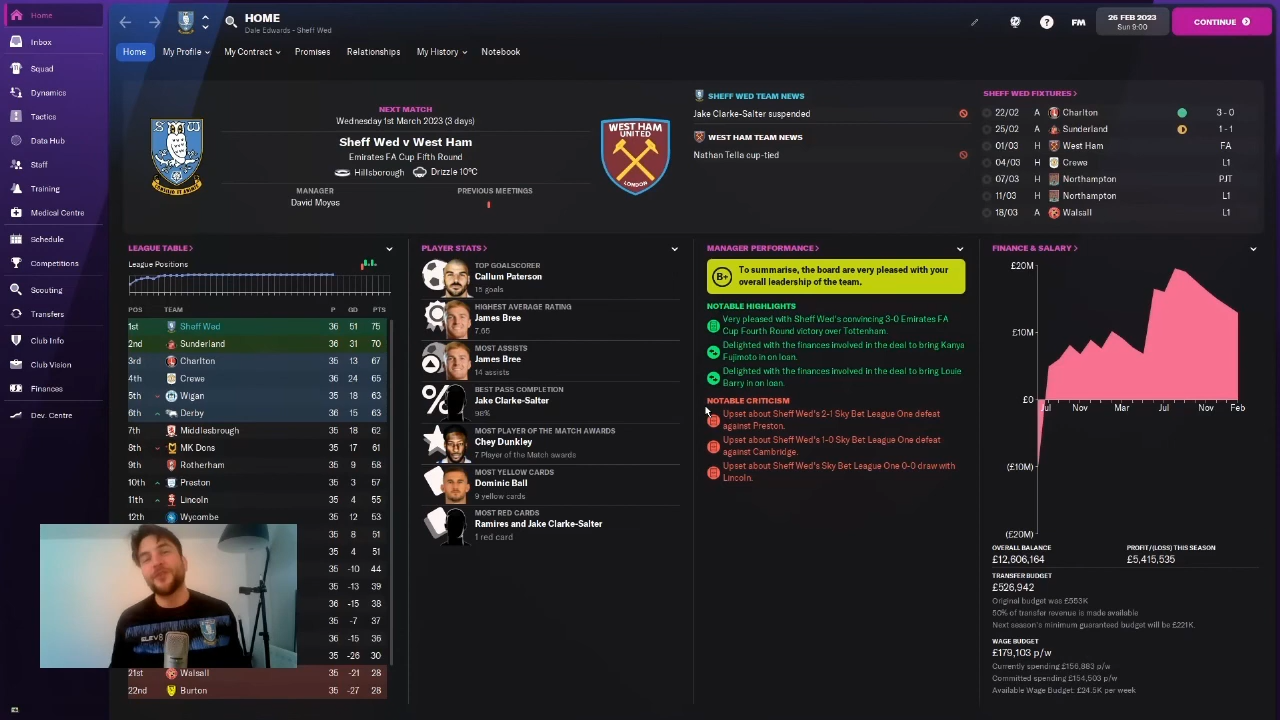 Home
HOME
Dale Edwards - Sheff Wed
FM
26 FEB 2023
Sun 9:00
CONTINUE
Inbox
Squad
Dynamics
Tactics
Data Hub
Staff
Training
Medical Centre
Schedule
Competitions
Scouting
Transfers
Club Info
Club Vision
Finances
Dev. Centre
Home
My Profile
My Contract
Promises
Relationships
My History
Notebook
NEXT MATCH
Wednesday 1st March 2023 (3 days)
Sheff Wed v West Ham
Emirates FA Cup Fifth Round
Hillsborough
Drizzle 10°C
MANAGER
David Moyes
PREVIOUS MEETINGS
S W
WEST HAM
UNITED
LONDON
SHEFF WED TEAM NEWS
Jake Clarke-Salter suspended
WEST HAM TEAM NEWS
Nathan Tella cup-tied
SHEFF WED FIXTURES >
22/02 A Charlton 3 - 0
25/02 A Sunderland 1 - 1
01/03 H West Ham FA
04/03 H Crewe L1
07/03 H Northampton PJT
11/03 H Northampton L1
18/03 A Walsall L1
LEAGUE TABLE >
League Positions
POS TEAM P GD PTS
1st Sheff Wed 36 51 75
2nd Sunderland 36 31 70
3rd Charlton 36 13 67
4th Crewe 36 24 65
5th Wigan 36 14 63
6th Derby 36 15 63
7th Middlesbrough 35 18 62
8th MK Dons 35 18 60
9th Rotherham 35 9 58
10th Preston 35 3 57
11th Lincoln 35 4 55
12th Wycombe 35 12 53
35 8 51
35 4 51
35 -10 44
35 -13 39
36 -15 38
35 -7 37
36 -15 36
35 -26 30
21st Walsall 35 -21 28
22nd Burton 35 -27 28
ELEV8
PLAYER STATS >
TOP GOALSCORER
Callum Paterson
15 goals
HIGHEST AVERAGE RATING
James Bree
7.65
MOST ASSISTS
James Bree
14 assists
BEST PASS COMPLETION
Jake Clarke-Salter
98%
MOST PLAYER OF THE MATCH AWARDS
Chey Dunkley
7 Player of the Match awards
MOST YELLOW CARDS
Dominic Ball
9 yellow cards
MOST RED CARDS
Ramires and Jake Clarke-Salter
1 red card
MANAGER PERFORMANCE >
B+
To summarise, the board are very pleased with your
overall leadership of the team.
NOTABLE HIGHLIGHTS
Very pleased with Sheff Wed's convincing 3-0 Emirates FA
Cup Fourth Round victory over Tottenham.
Delighted with the finances involved in the deal to bring Kanya
Fujimoto in on loan.
Delighted with the finances involved in the deal to bring Louie
Barry in on loan.
NOTABLE CRITICISM
Upset about Sheff Wed's 2-1 Sky Bet League One defeat
against Preston.
Upset about Sheff Wed's 1-0 Sky Bet League One defeat
against Cambridge.
Upset about Sheff Wed's Sky Bet League One 0-0 draw with
Lincoln.
FINANCE & SALARY >
£20M
£10M
£0
(£10M)
(£20M)
Jul Nov Mar Jul Nov Feb
OVERALL BALANCE
£12,606,164
PROFIT/(LOSS) THIS SEASON
£5,415,535
TRANSFER BUDGET
£526,942
Original budget was £553K
50% of transfer revenue is made available
Next season's minimum guaranteed budget will be £221K.
WAGE BUDGET
£179,103 p/w
Currently spending £156,883 p/w
Committed spending £154,503 p/w
Available Wage Budget: £24.5K per week